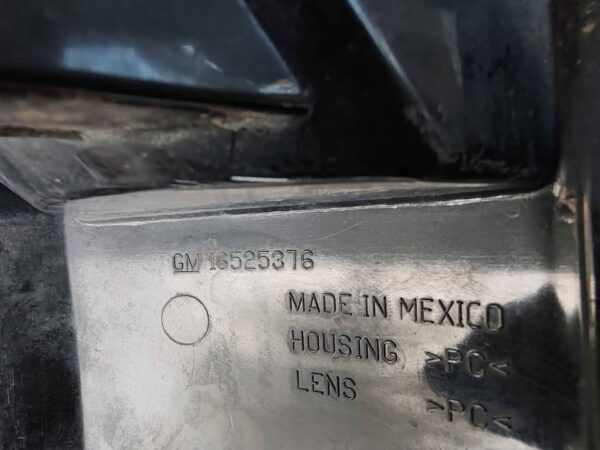 GM 16525376
MADE IN MEXICO
HOUSING >PC<
LENS >PC<